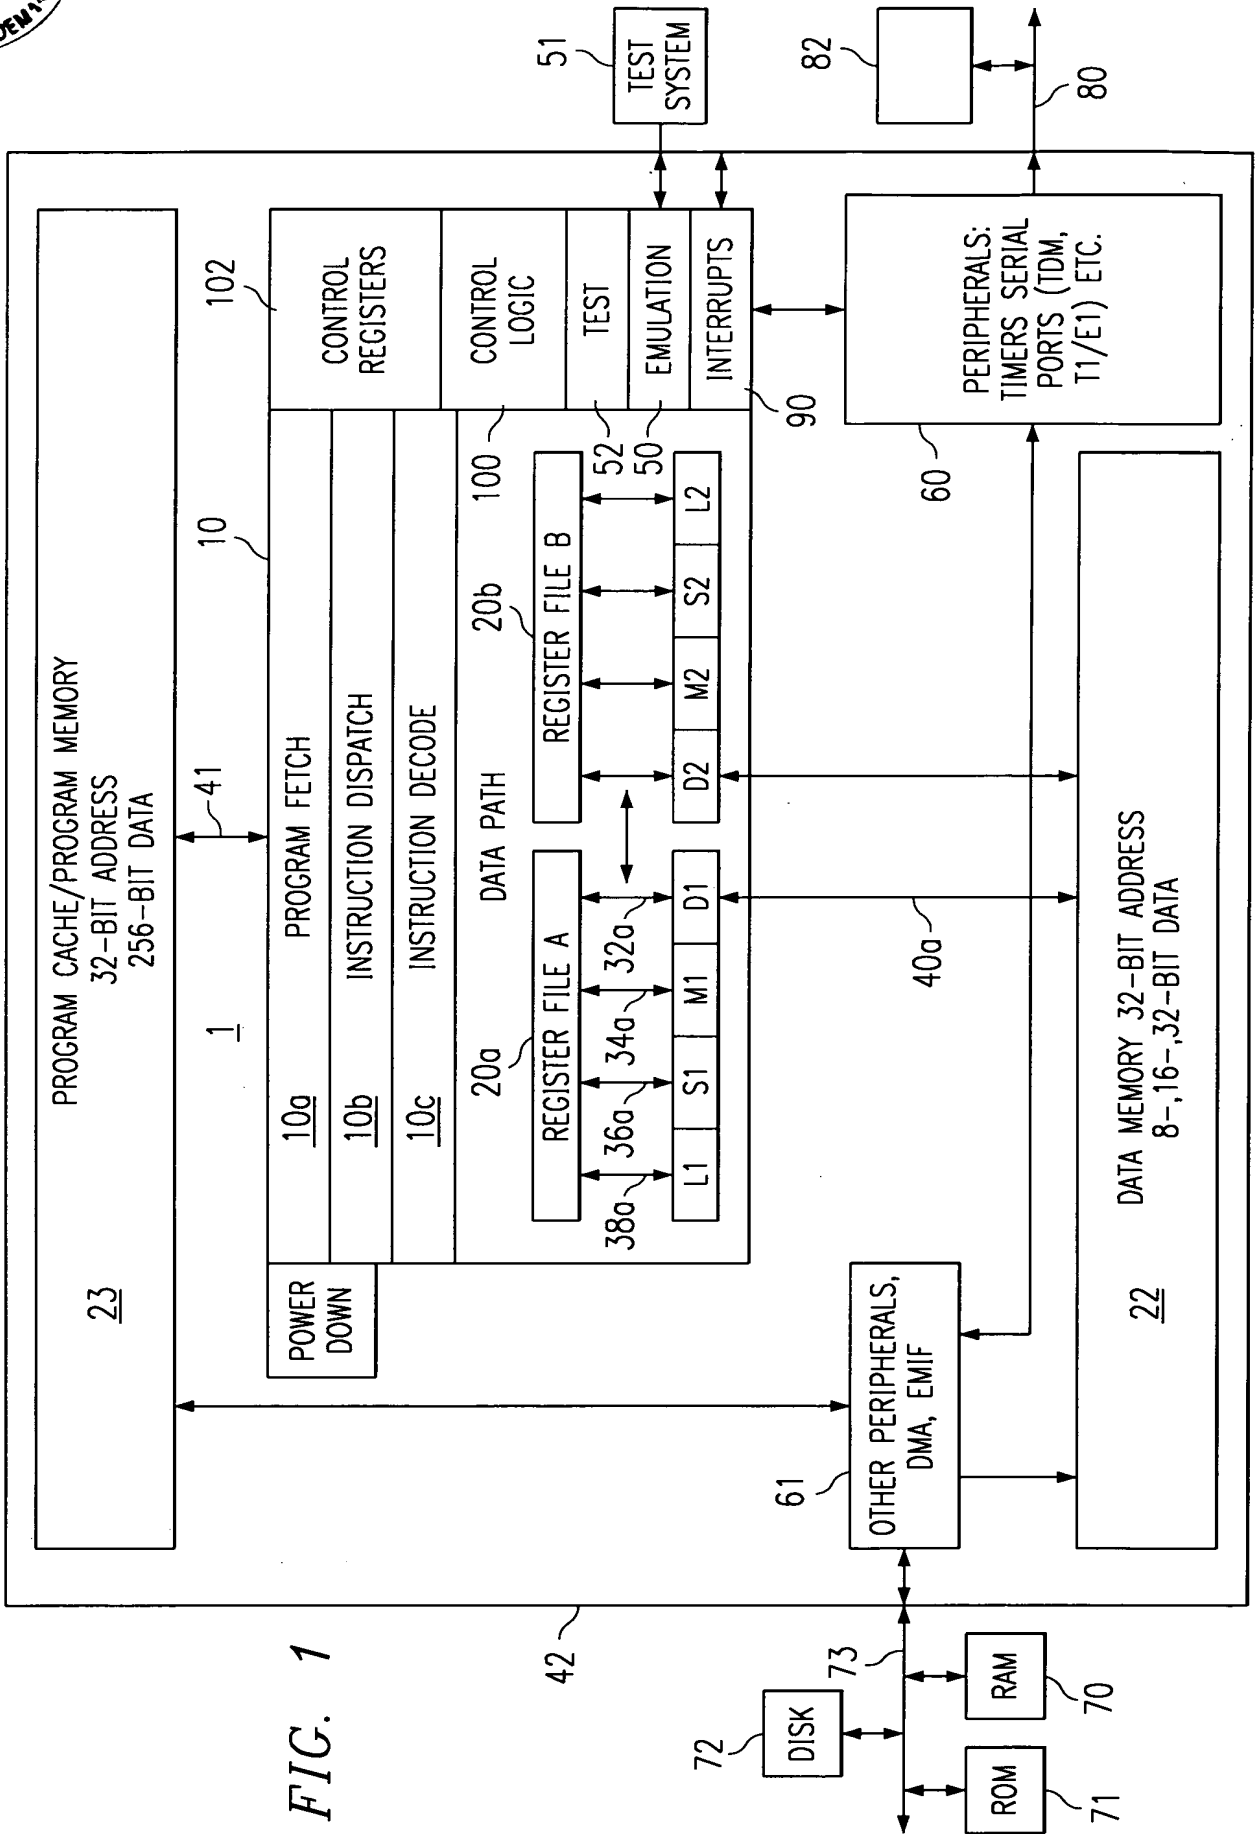 FIG. 1
PROGRAM CACHE/PROGRAM MEMORY
32-BIT ADDRESS
256-BIT DATA
23
1
41
10
102
POWER
DOWN
10a
PROGRAM FETCH
10b
INSTRUCTION DISPATCH
10c
INSTRUCTION DECODE
DATA PATH
CONTROL
REGISTERS
CONTROL
LOGIC
100
TEST
52
EMULATION
50
INTERRUPTS
90
20a
REGISTER FILE A
20b
REGISTER FILE B
38a
36a
34a
32a
L1
S1
M1
D1
D2
M2
S2
L2
51
TEST
SYSTEM
82
80
40a
61
OTHER PERIPHERALS,
DMA, EMIF
60
PERIPHERALS:
TIMERS SERIAL
PORTS (TDM,
T1/E1) ETC.
DATA MEMORY 32-BIT ADDRESS
8-,16-,32-BIT DATA
22
42
73
72
DISK
ROM
71
RAM
70